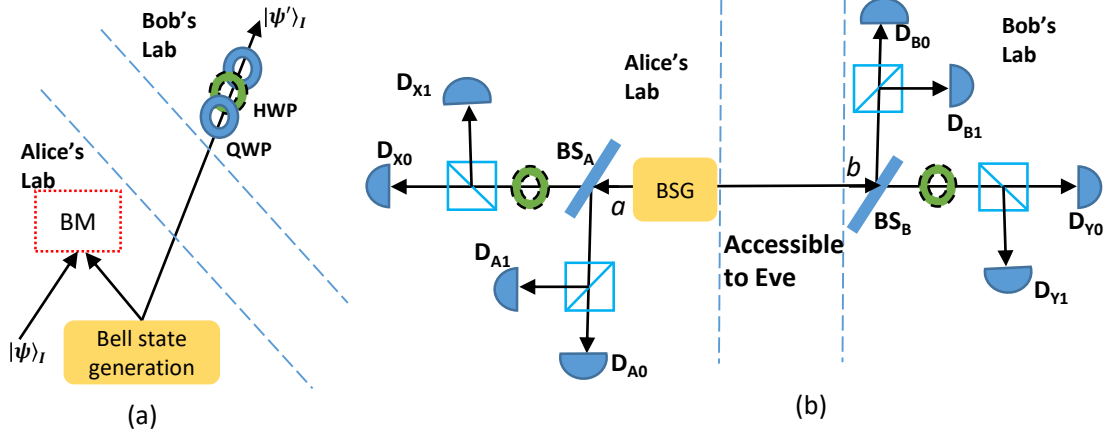 |ψ'⟩I
Bob's
Lab
HWP
QWP
Alice's
Lab
BM
|ψ⟩I
Bell state
generation
(a)
DB0
Bob's
Lab
Alice's
Lab
DX1
DB1
DX0
BSA
BSG
a
b
BSB
DY0
Accessible
to Eve
DA1
DY1
DA0
(b)